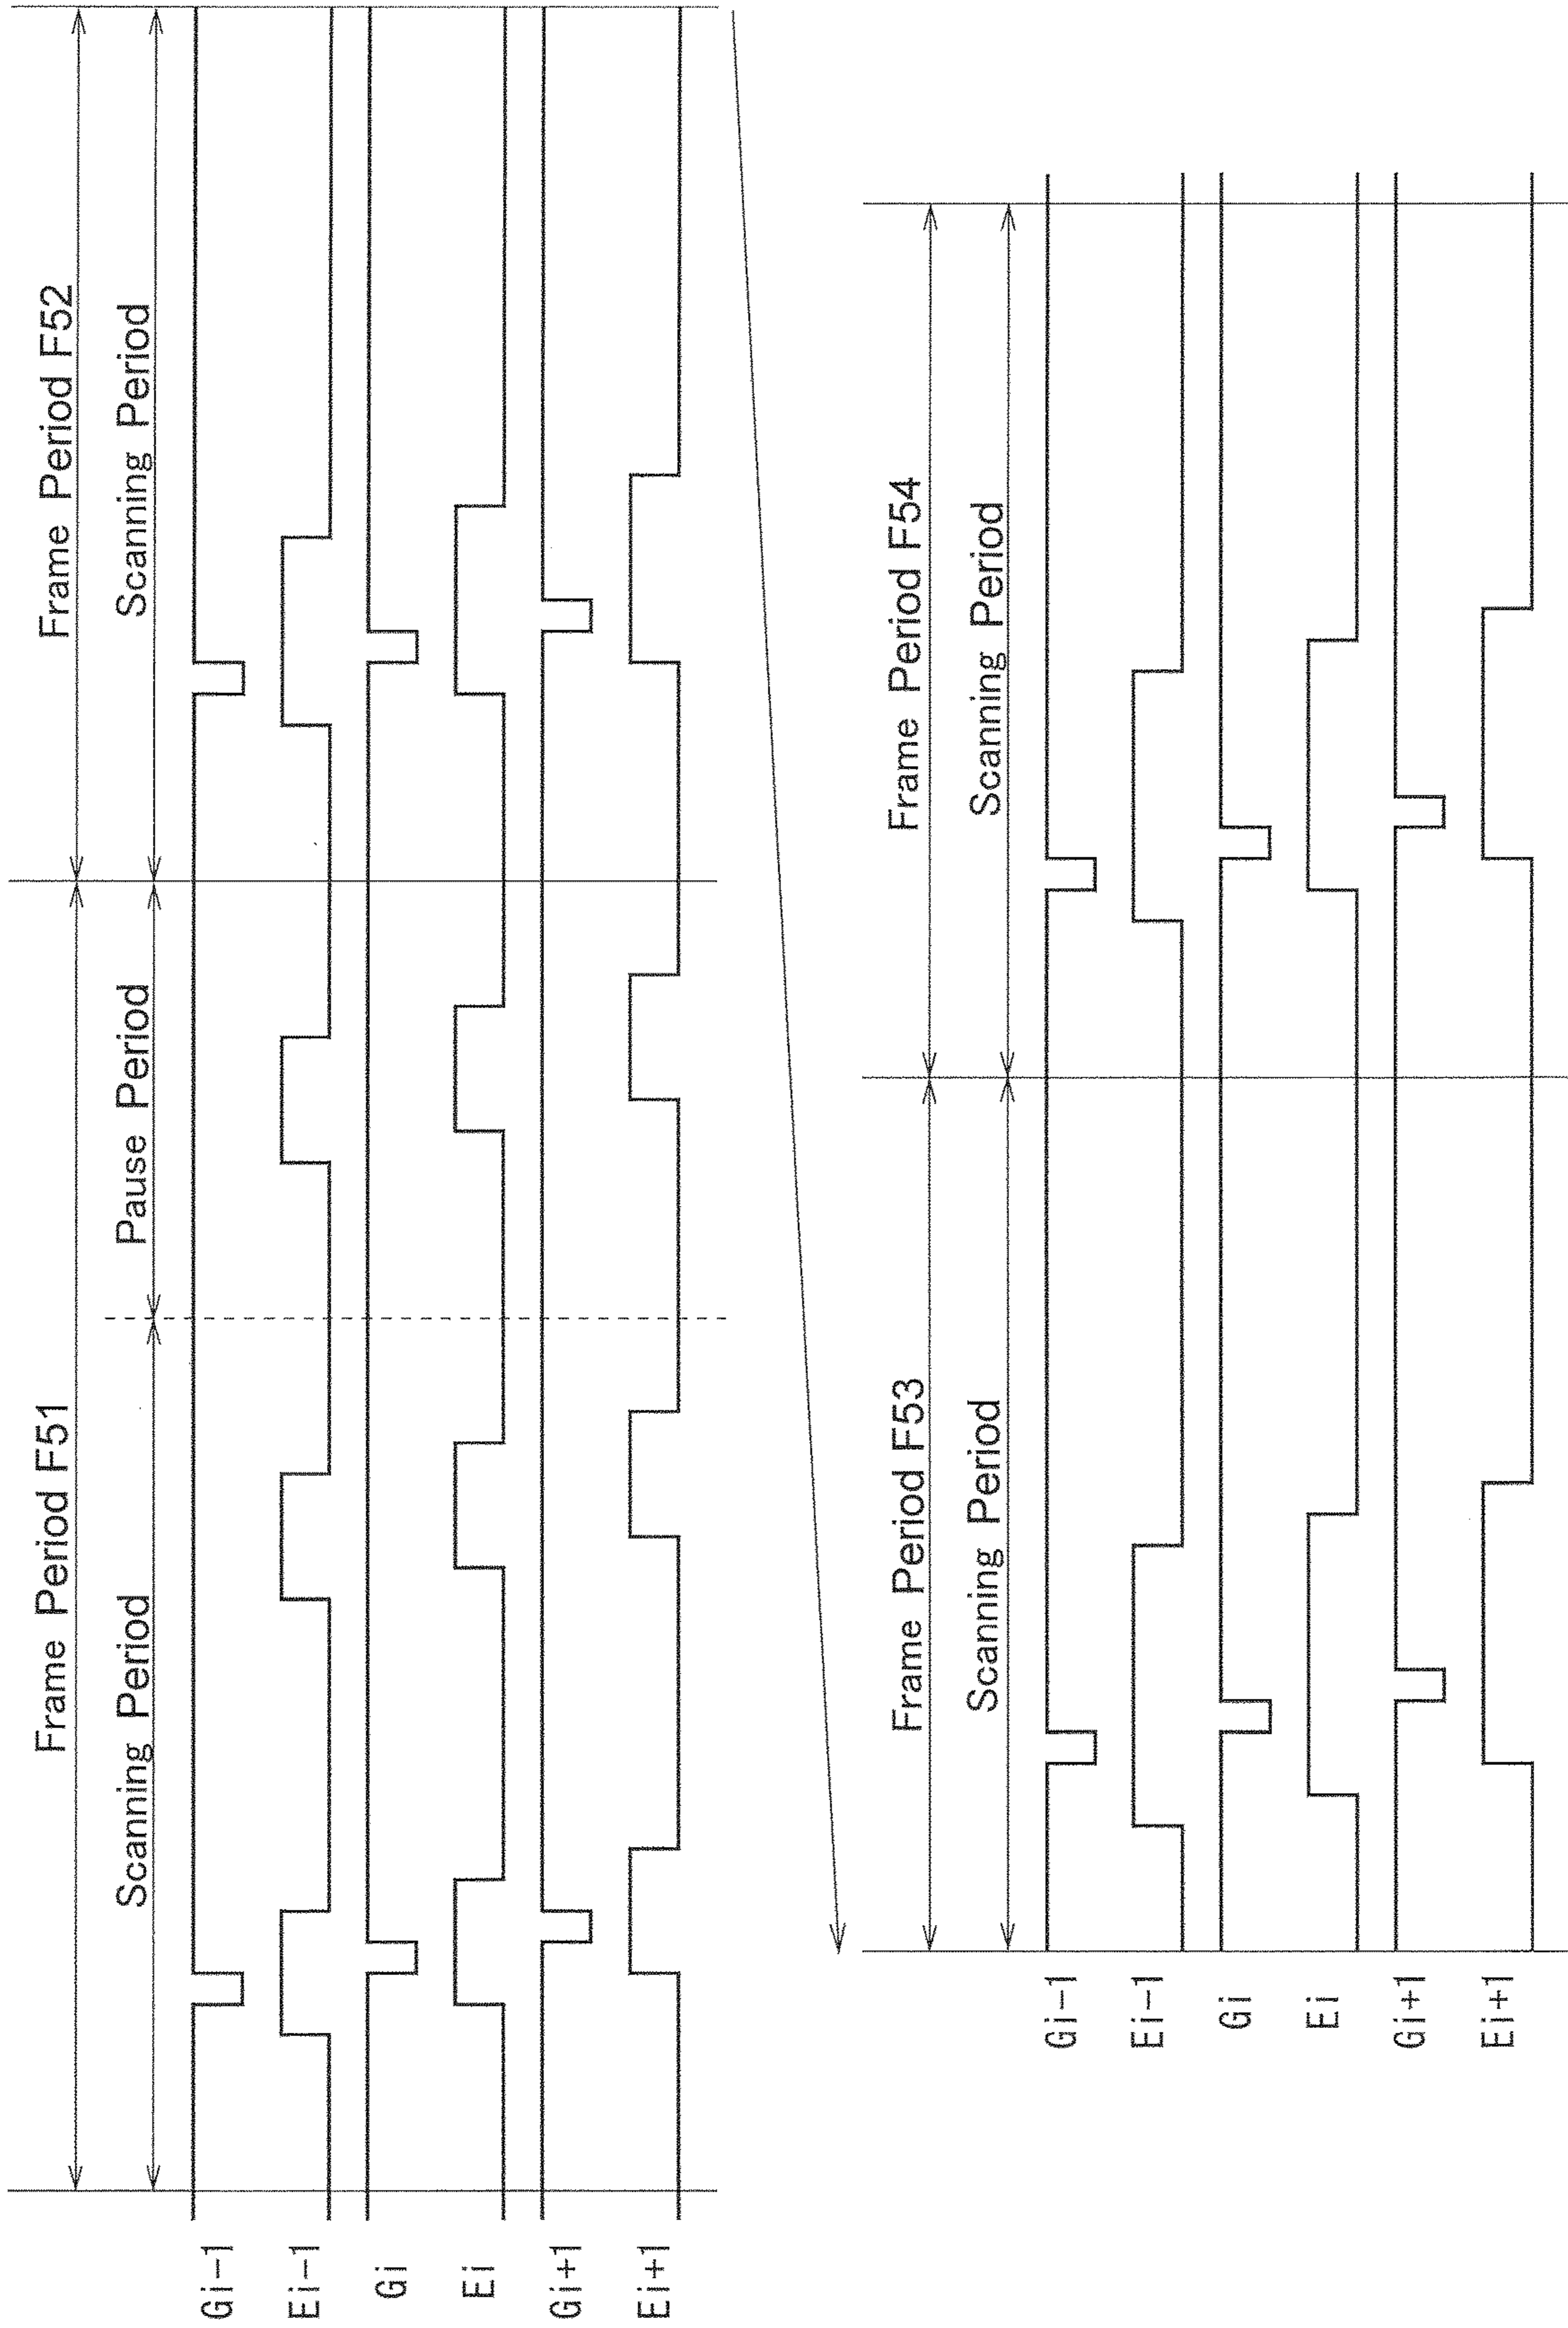 Frame Period F51
Frame Period F52
Scanning Period
Pause Period
Scanning Period
Gi-1
Ei-1
Gi
Ei
Gi+1
Ei+1
Frame Period F53
Frame Period F54
Scanning Period
Scanning Period
Gi-1
Ei-1
Gi
Ei
Gi+1
Ei+1